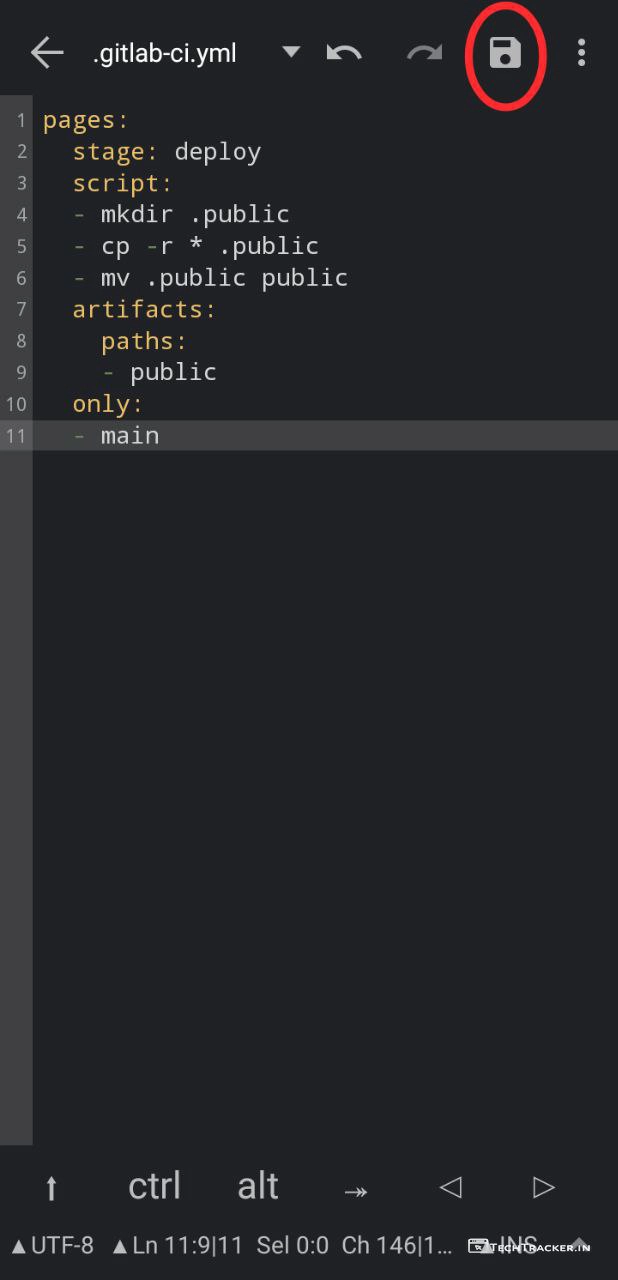 .gitlab-ci.yml
1 pages:
2   stage: deploy
3   script:
4   - mkdir .public
5   - cp -r * .public
6   - mv .public public
7   artifacts:
8     paths:
9     - public
10   only:
11   - main
ctrl alt
▲UTF-8 ▲Ln 11:9|11 Sel 0:0 Ch 146|1... ▲INS
TECHTRACKER.IN